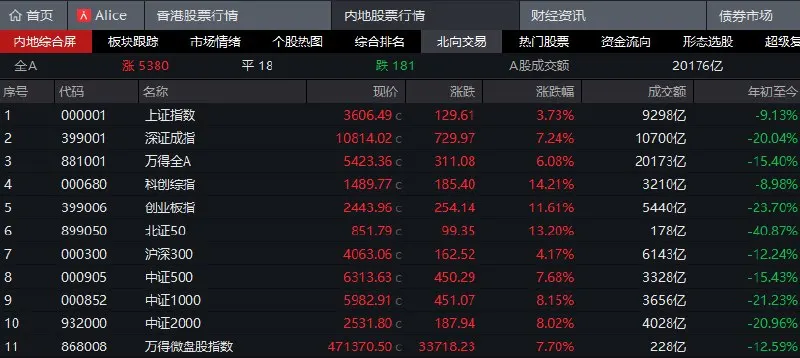 首页 Alice 香港股票行情 内地股票行情 财经资讯 债券市场
内地综合屏 板块跟踪 市场情绪 个股热图 综合排名 北向交易 热门股票 资金流向 形态选股 超级复
全A 涨 5380 平 18 跌 181 A股成交额 20176亿
序号 代码 名称 现价 涨跌 涨跌幅 成交额 年初至今
1 000001 上证指数 3606.49 c 129.61 3.73% 9298亿 -9.13%
2 399001 深证成指 10814.02 c 729.97 7.24% 10700亿 -20.04%
3 881001 万得全A 5423.36 c 311.08 6.08% 20173亿 -15.40%
4 000680 科创综指 1489.77 c 185.40 14.21% 3210亿 -8.98%
5 399006 创业板指 2443.96 c 254.14 11.61% 5440亿 -23.70%
6 899050 北证50 851.79 c 99.35 13.20% 178亿 -40.87%
7 000300 沪深300 4063.06 c 162.52 4.17% 6143亿 -12.24%
8 000905 中证500 6313.63 c 450.29 7.68% 3328亿 -15.43%
9 000852 中证1000 5982.91 c 451.07 8.15% 3656亿 -21.23%
10 932000 中证2000 2531.80 c 187.94 8.02% 4028亿 -20.96%
11 868008 万得微盘股指数 471370.50 c 33718.23 7.70% 228亿 -12.59%